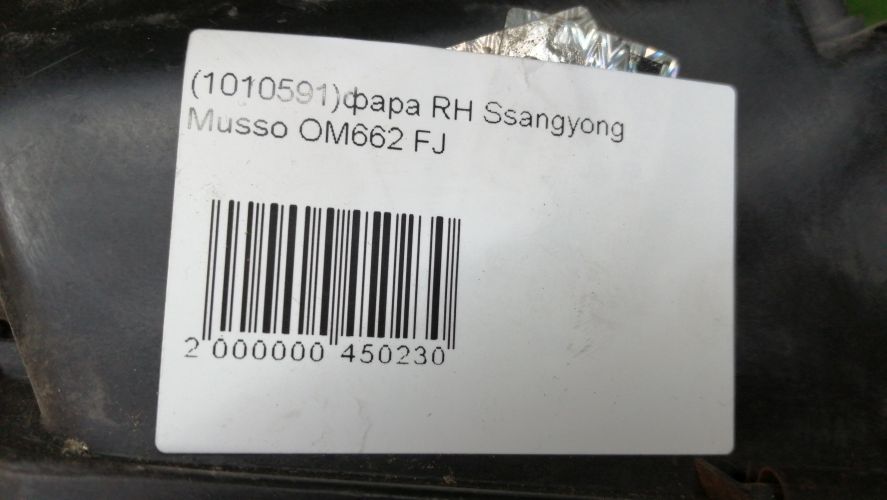 (1010591)фара RH Ssangyong
Musso OM662 FJ
2 000000 450230